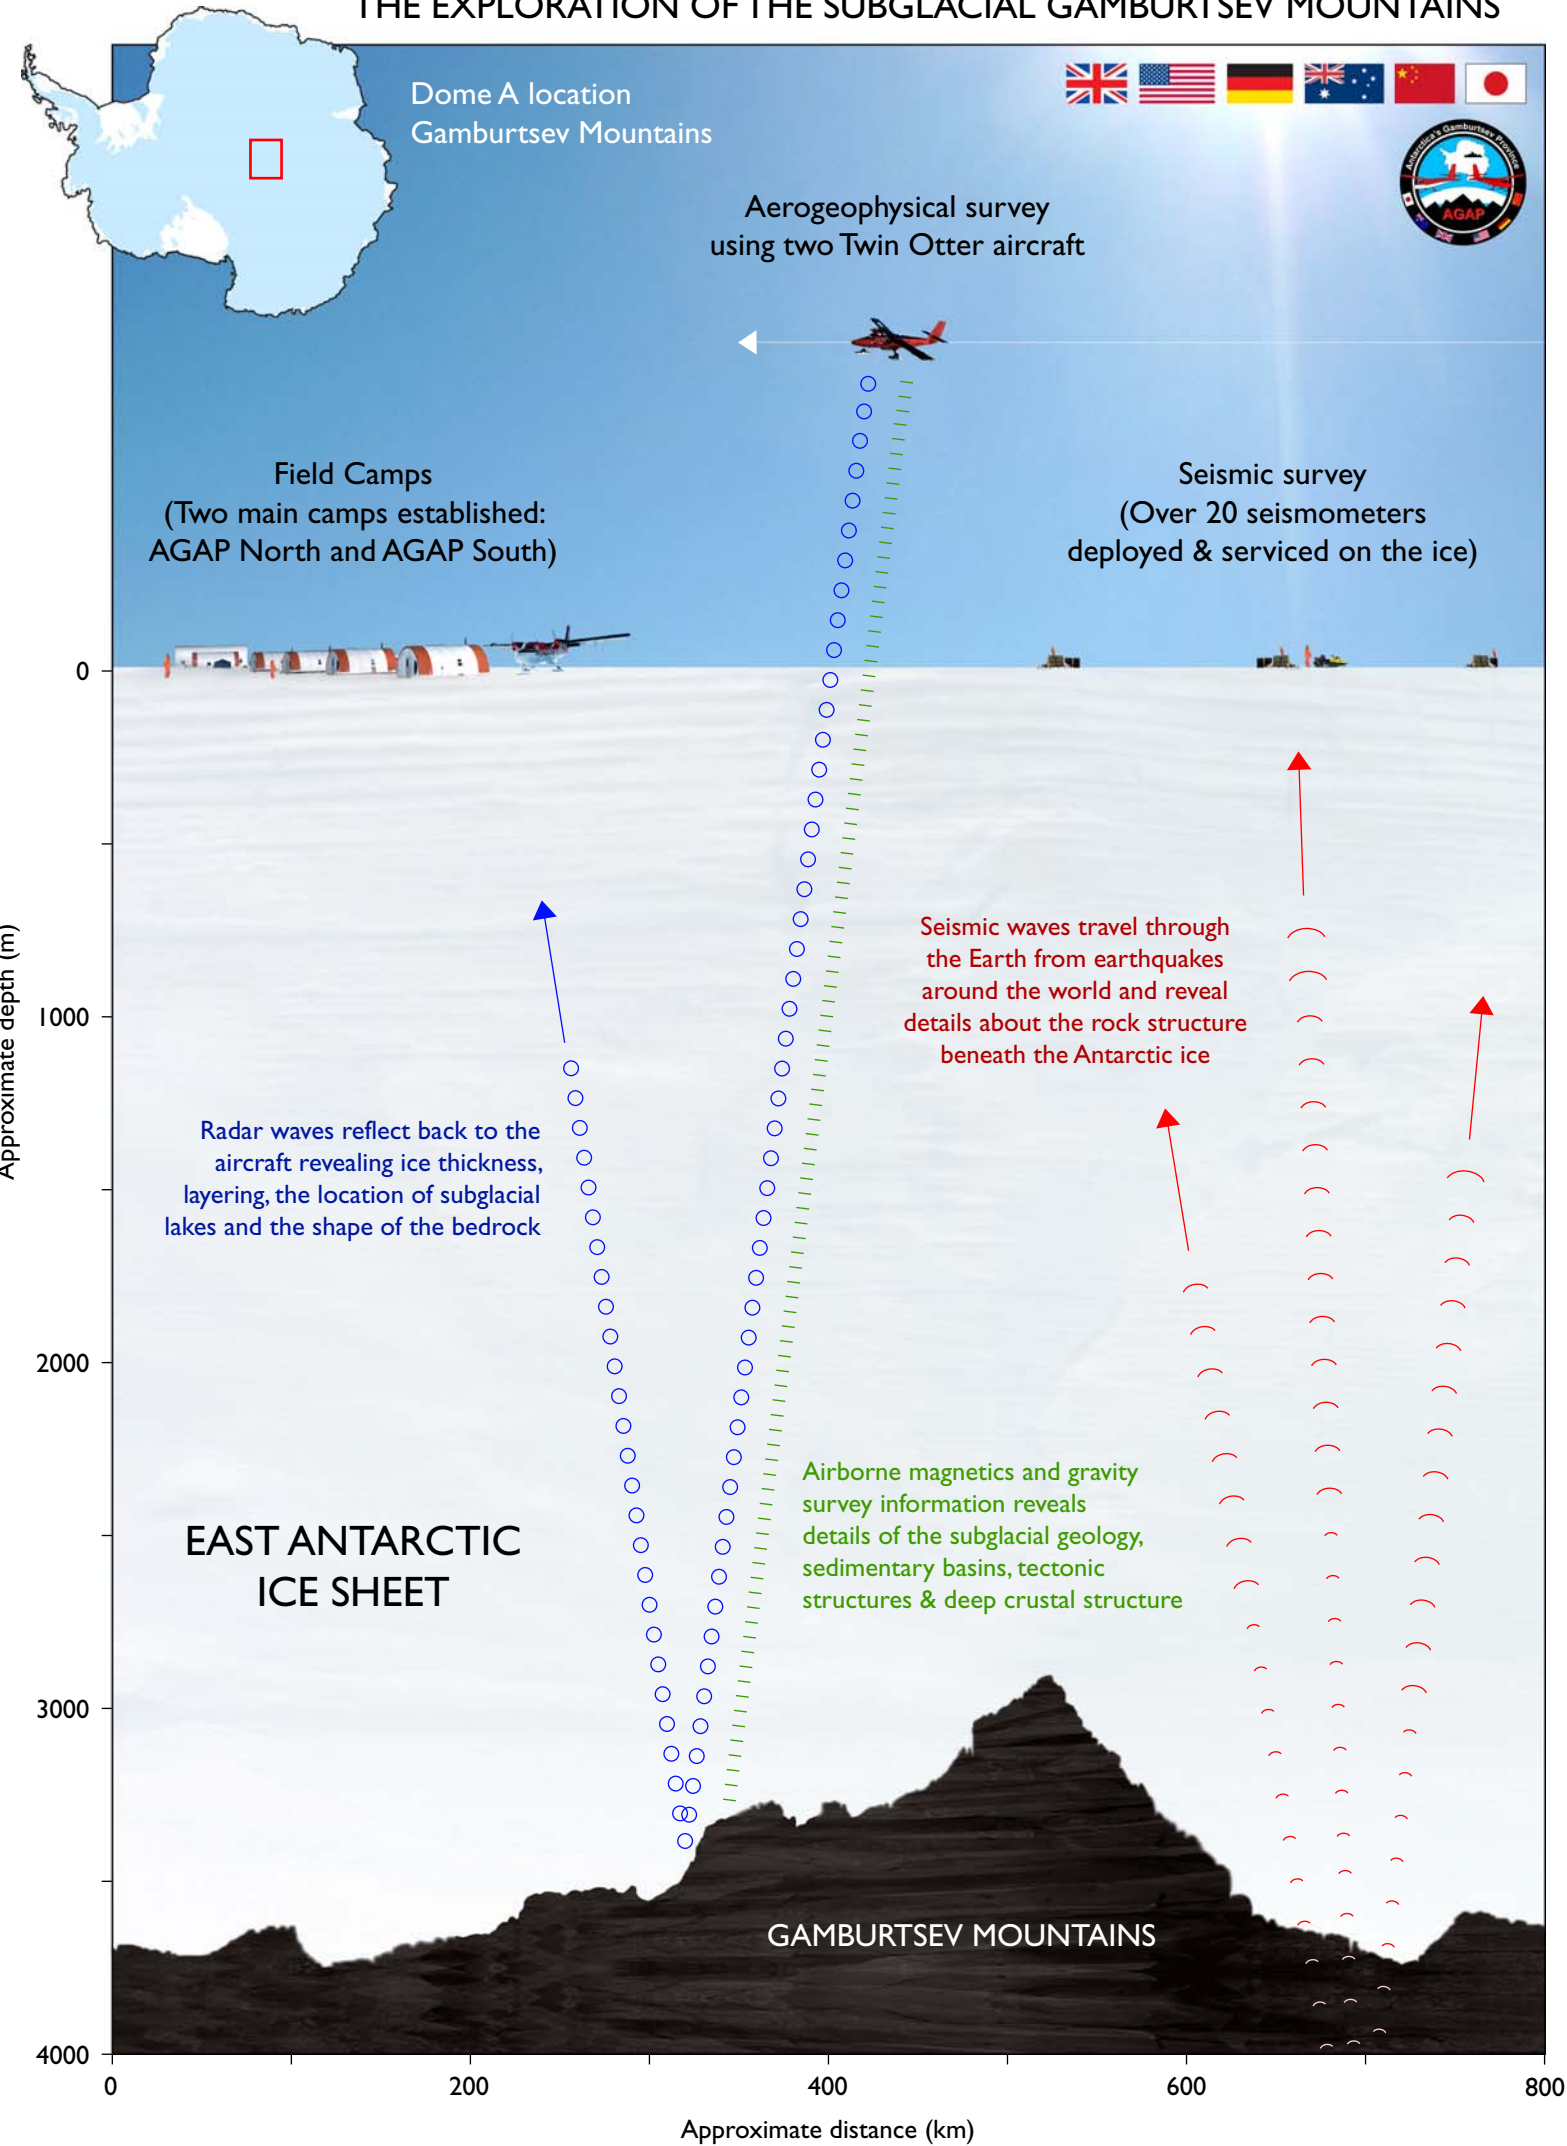 THE EXPLORATION OF THE SUBGLACIAL GAMBURTSEV MOUNTAINS
Dome A location
Gamburtsev Mountains
Antarctica's Gamburtsev Province
AGAP
Aerogeophysical survey
using two Twin Otter aircraft
Field Camps
(Two main camps established:
AGAP North and AGAP South)
Seismic survey
(Over 20 seismometers
deployed & serviced on the ice)
0
Seismic waves travel through
the Earth from earthquakes
around the world and reveal
details about the rock structure
beneath the Antarctic ice
Approximate depth (m)
1000
Radar waves reflect back to the
aircraft revealing ice thickness,
layering, the location of subglacial
lakes and the shape of the bedrock
2000
Airborne magnetics and gravity
survey information reveals
details of the subglacial geology,
sedimentary basins, tectonic
structures & deep crustal structure
EAST ANTARCTIC
ICE SHEET
3000
GAMBURTSEV MOUNTAINS
4000
0
200
400
600
800
Approximate distance (km)